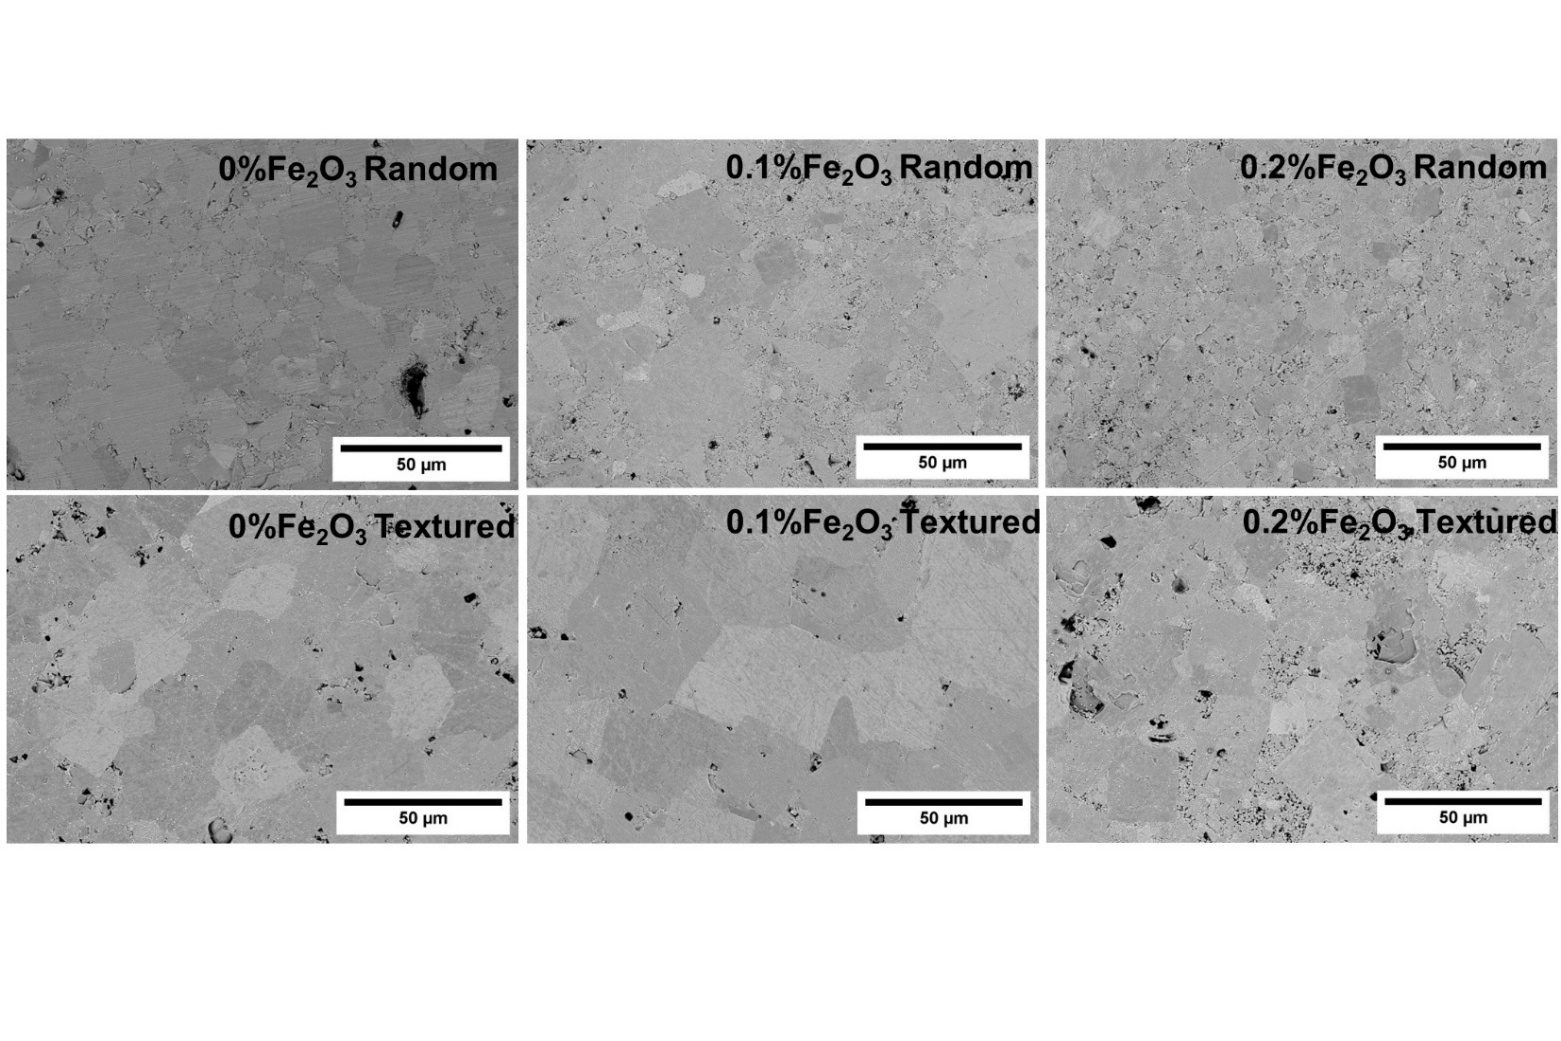 0%Fe₂O₃ Random
0.1%Fe₂O₃ Random
0.2%Fe₂O₃ Random
50 µm
50 µm
50 µm
0%Fe₂O₃ Textured
0.1%Fe₂O₃ Textured
0.2%Fe₂O₃ Textured
50 µm
50 µm
50 µm